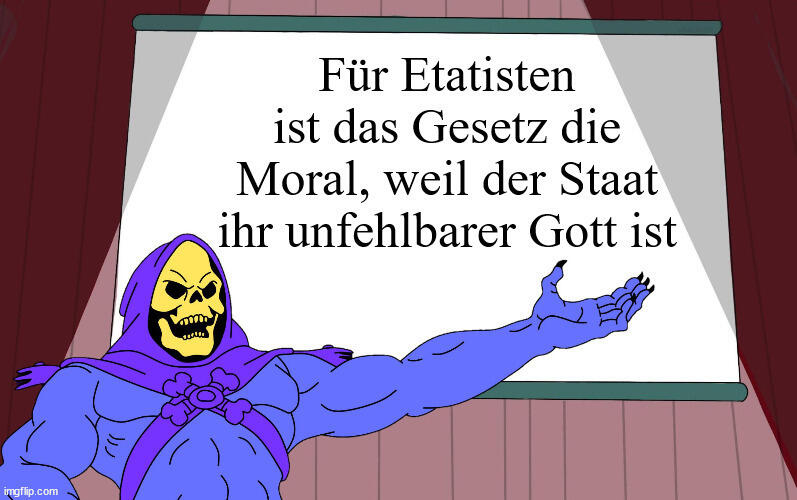 Für Etatisten
ist das Gesetz die
Moral, weil der Staat
ihr unfehlbarer Gott ist
imgflip.com